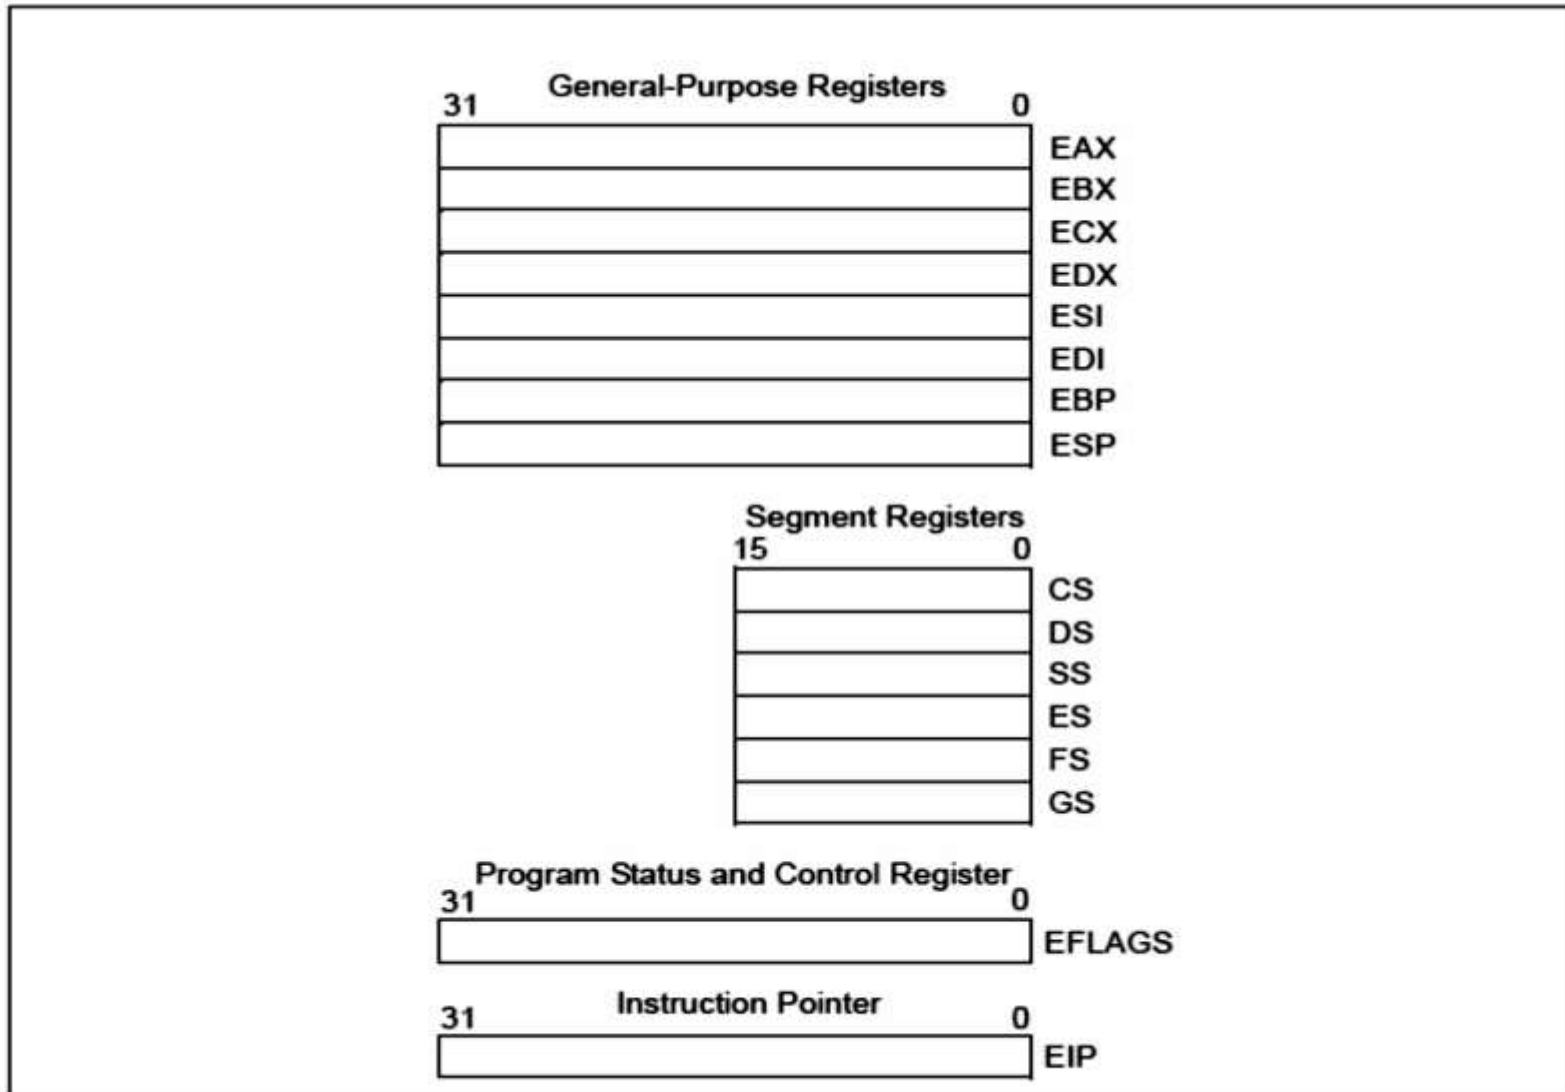 General-Purpose Registers
31 0
EAX
EBX
ECX
EDX
ESI
EDI
EBP
ESP
Segment Registers
15 0
CS
DS
SS
ES
FS
GS
Program Status and Control Register
31 0
EFLAGS
Instruction Pointer
31 0
EIP